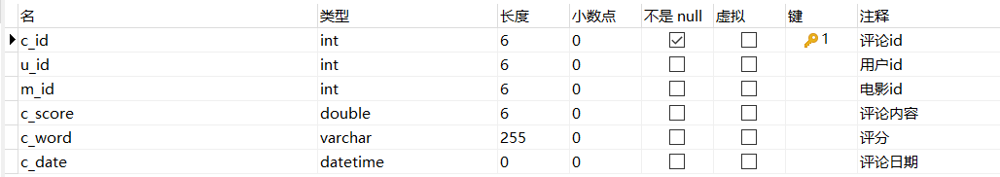 名 类型 长度 小数点 不是 null 虚拟 键 注释
c_id int 6 0 1 评论id
u_id int 6 0 用户id
m_id int 6 0 电影id
c_score double 6 0 评论内容
c_word varchar 255 0 评分
c_date datetime 0 0 评论日期